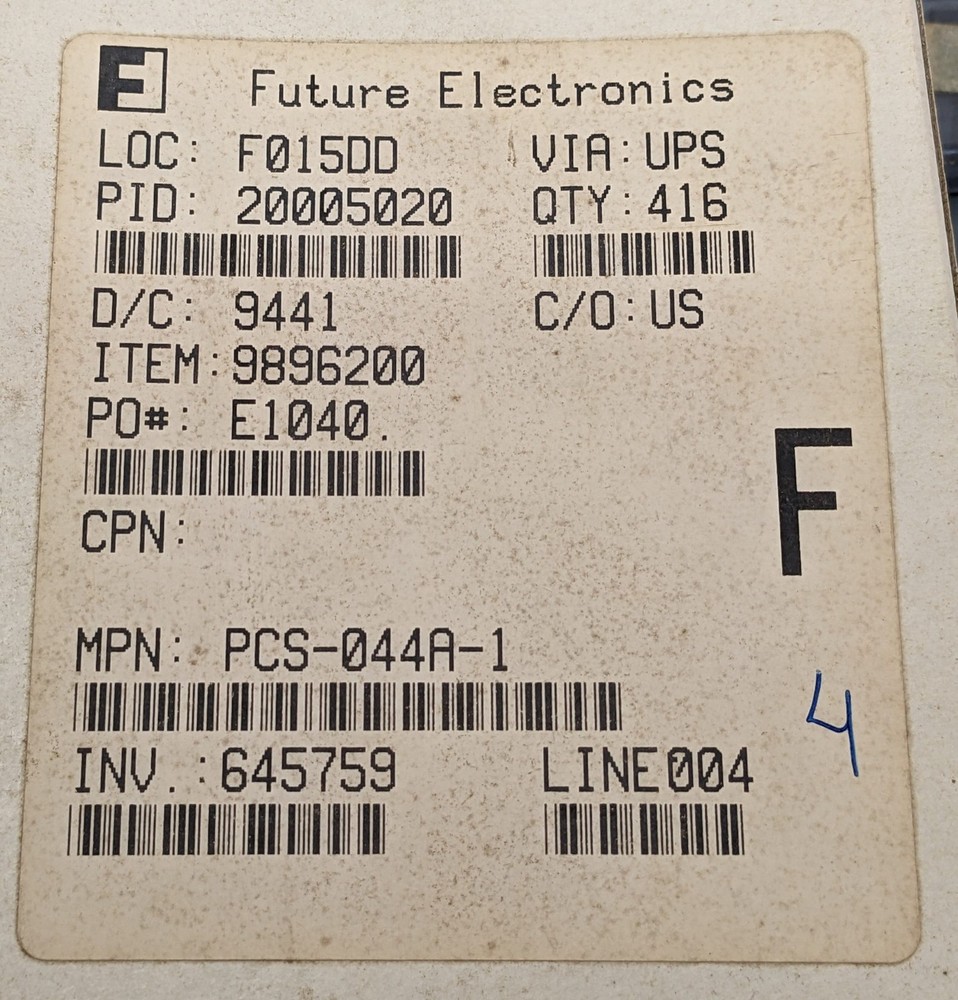 F Future Electronics
LOC: F015DD VIA: UPS
PID: 20005020 QTY: 416
D/C: 9441 C/O: US
ITEM: 9896200
PO#: E1040.
F
CPN:
MPN: PCS-044A-1
4
INV.: 645759 LINE004